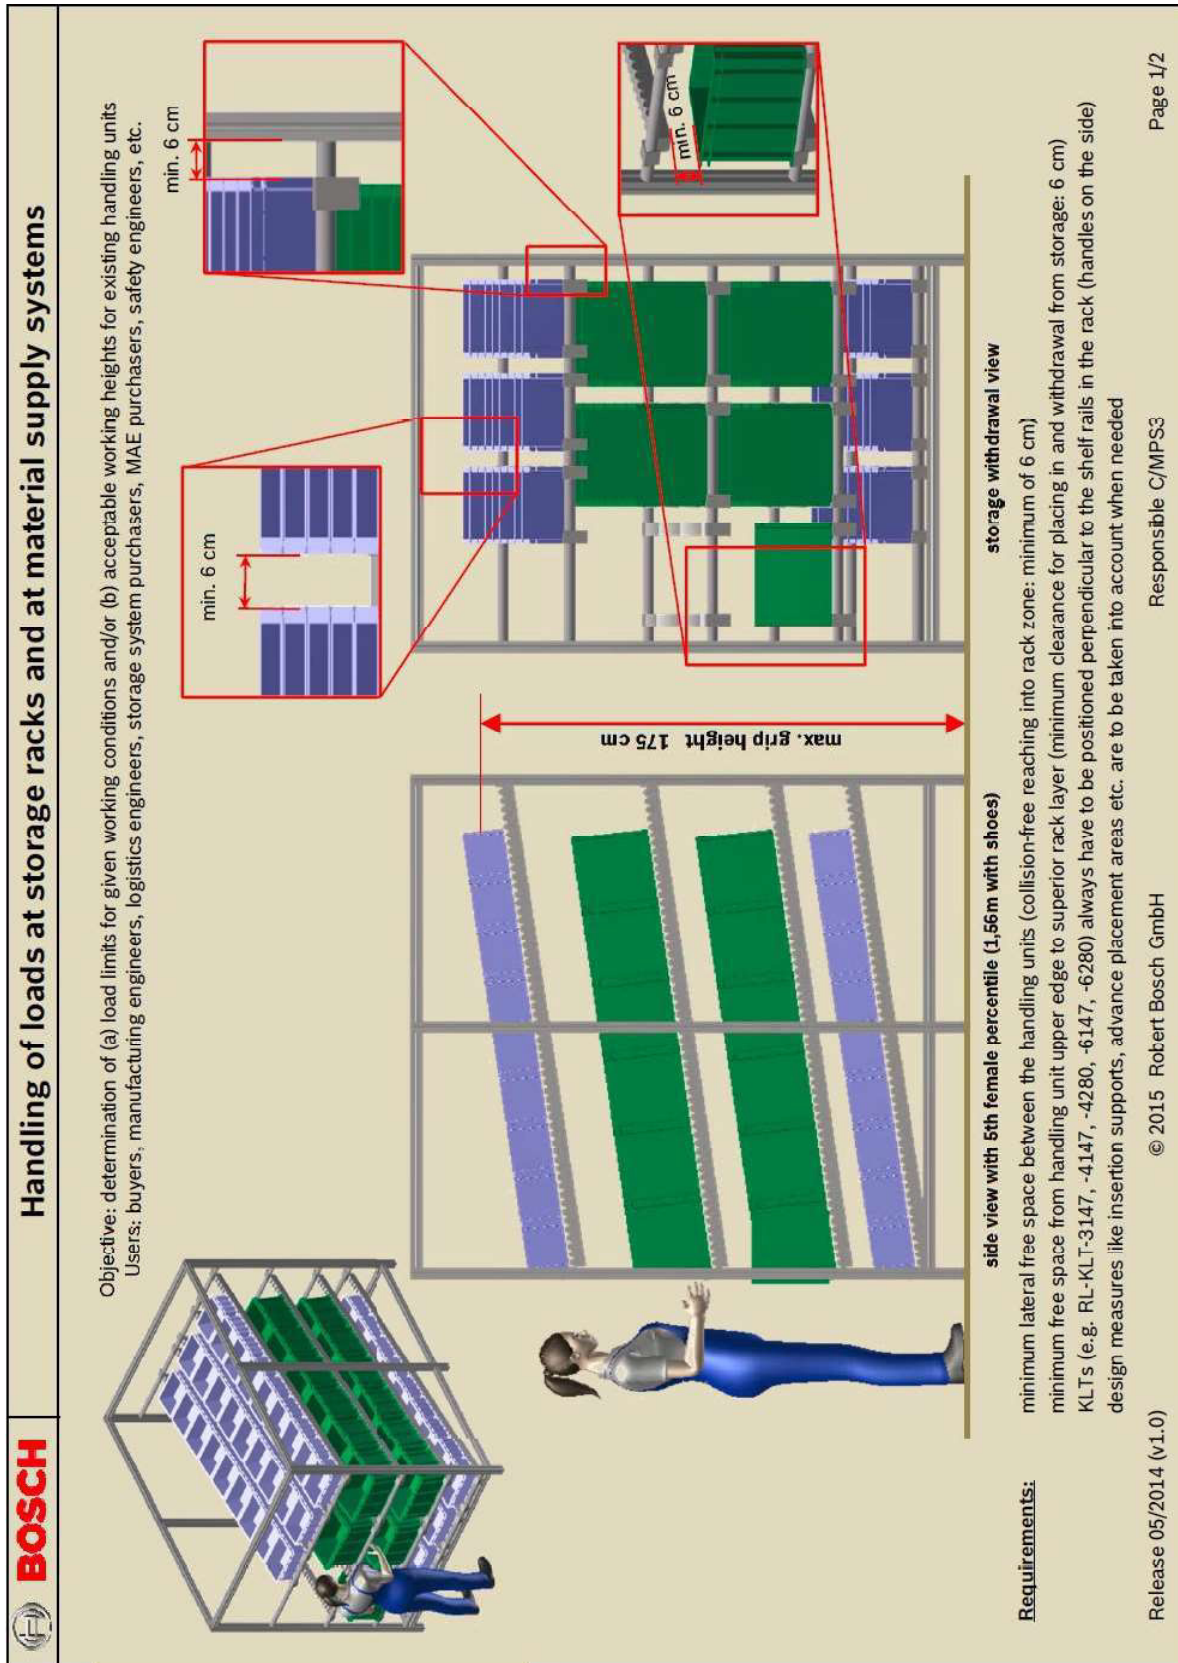 BOSCH
Handling of loads at storage racks and at material supply systems
Objective: determination of (a) load limits for given working conditions and/or (b) acceptable working heights for existing handling units
Users: buyers, manufacturing engineers, logistics engineers, storage system purchasers, MAE purchasers, safety engineers, etc.
min. 6 cm
min. 6 cm
min. 6 cm
max. grip height 175 cm
side view with 5th female percentile (1,56m with shoes)
storage withdrawal view
Requirements:
minimum lateral free space between the handling units (collision-free reaching into rack zone: minimum of 6 cm)
minimum free space from handling unit upper edge to superior rack layer (minimum clearance for placing in and withdrawal from storage: 6 cm)
KLTs (e.g. RL-KLT-3147, -4147, -4280, -6147, -6280) always have to be positioned perpendicular to the shelf rails in the rack (handles on the side)
design measures like insertion supports, advance placement areas etc. are to be taken into account when needed
Release 05/2014 (v1.0)
© 2015 Robert Bosch GmbH
Responsible C/MPS3
Page 1/2